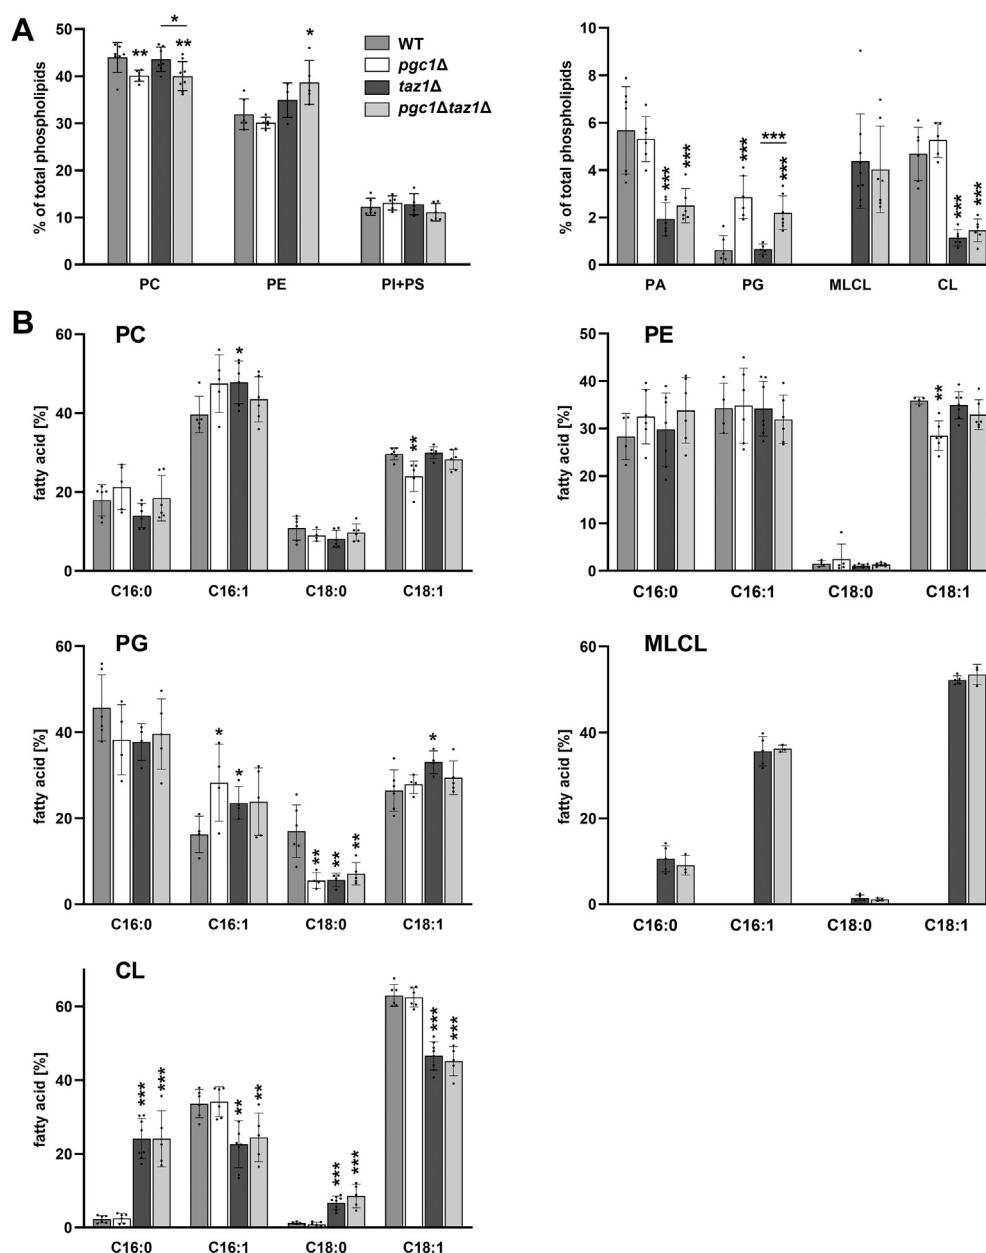 A
% of total phospholipids
50
40
30
20
10
0
*
** ** *
WT
pgc1Δ
taz1Δ
pgc1Δtaz1Δ
PC PE PI+PS
% of total phospholipids
10
8
6
4
2
0
*** *** *** *** *** *** ***
PA PG MLCL CL
B
PC
fatty acid [%]
60
40
20
0
* **
C16:0 C16:1 C18:0 C18:1
PE
fatty acid [%]
50
40
30
20
10
0
**
C16:0 C16:1 C18:0 C18:1
PG
fatty acid [%]
60
40
20
0
* * ** ** ** *
C16:0 C16:1 C18:0 C18:1
MLCL
fatty acid [%]
60
40
20
0
C16:0 C16:1 C18:0 C18:1
CL
fatty acid [%]
60
40
20
0
*** *** ** ** *** *** *** ***
C16:0 C16:1 C18:0 C18:1